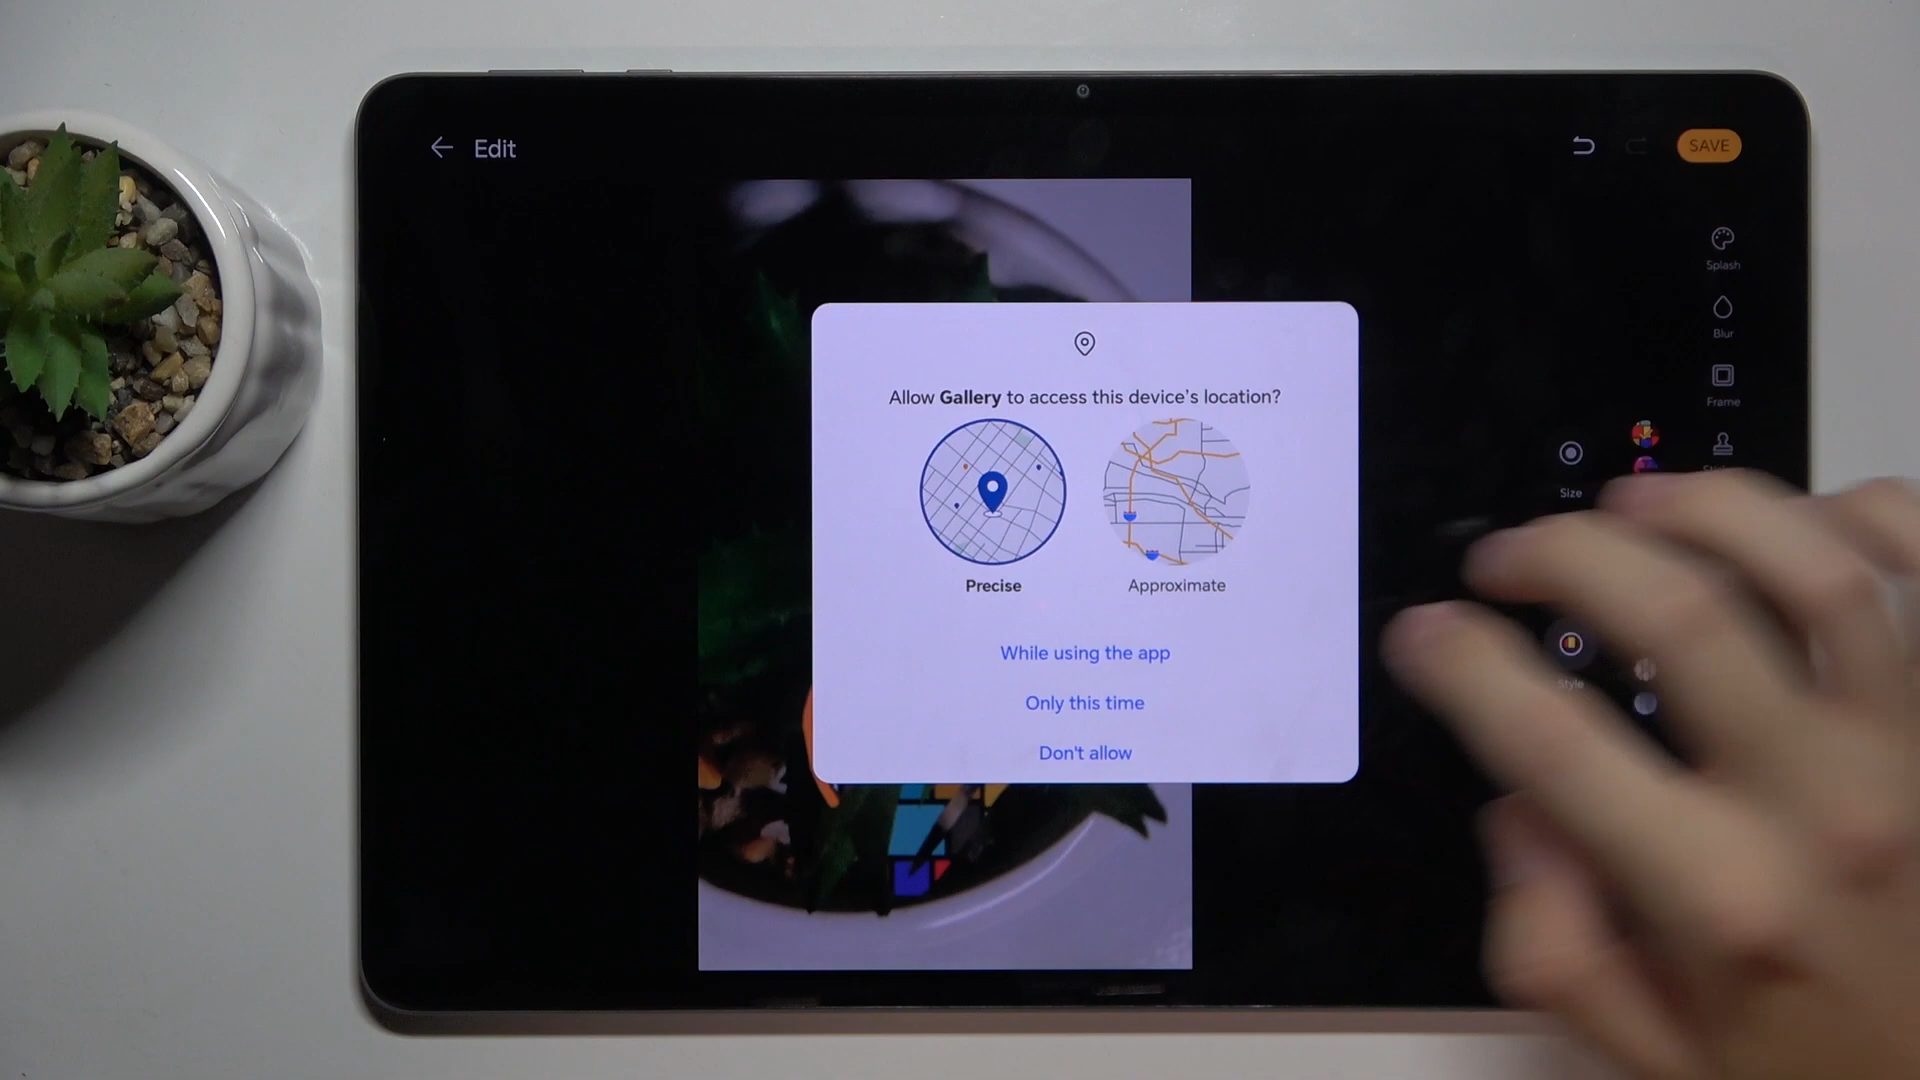 Edit
SAVE
Splash
Blur
Frame
Allow Gallery to access this device's location?
Precise
Approximate
Size
While using the app
Only this time
Don't allow
Style